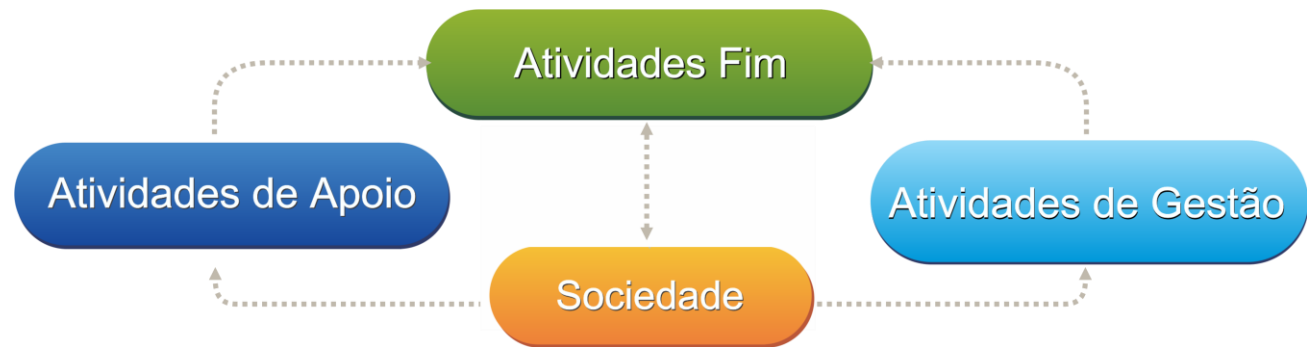 Atividades Fim
Atividades de Apoio
Atividades de Gestão
Sociedade